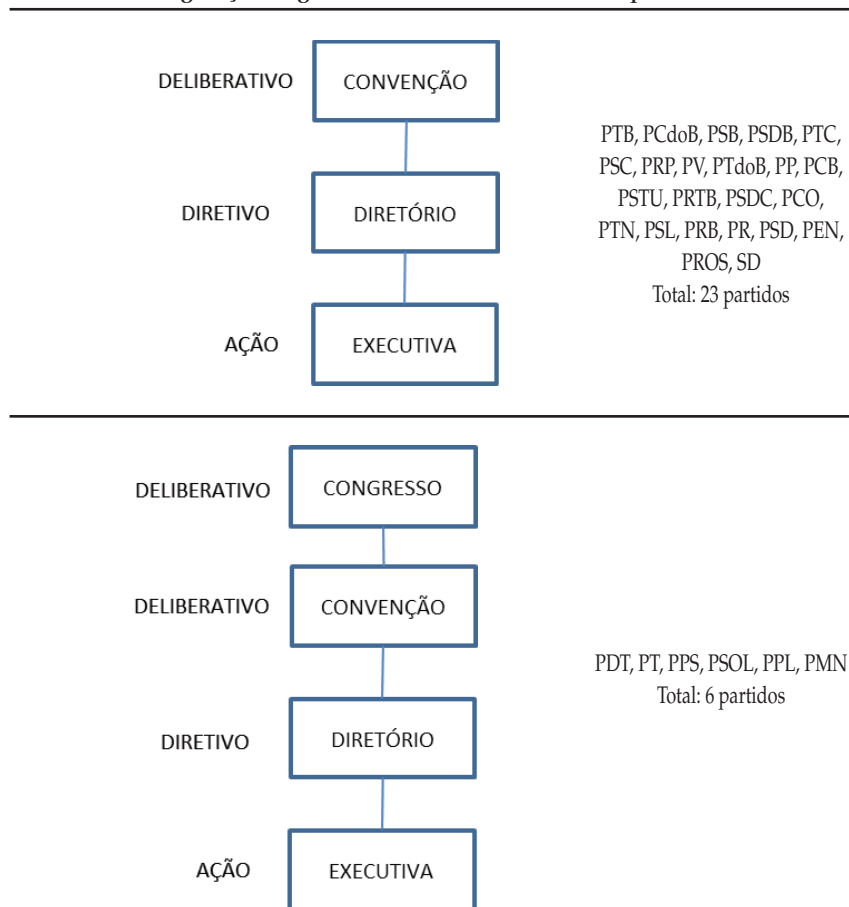 DELIBERATIVO CONVENÇÃO
DIRETIVO DIRETÓRIO
AÇÃO EXECUTIVA
PTB, PCdoB, PSB, PSDB, PTC,
PSC, PRP, PV, PTdoB, PP, PCB,
PSTU, PRTB, PSDC, PCO,
PTN, PSL, PRB, PR, PSD, PEN,
PROS, SD
Total: 23 partidos
DELIBERATIVO CONGRESSO
DELIBERATIVO CONVENÇÃO
DIRETIVO DIRETÓRIO
AÇÃO EXECUTIVA
PDT, PT, PPS, PSOL, PPL, PMN
Total: 6 partidos